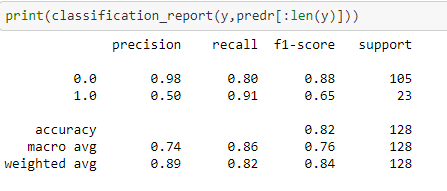 print(classification_report(y,predr[:len(y)]))
precision recall f1-score support
0.0 0.98 0.80 0.88 105
1.0 0.50 0.91 0.65 23
accuracy 0.82 128
macro avg 0.74 0.86 0.76 128
weighted avg 0.89 0.82 0.84 128